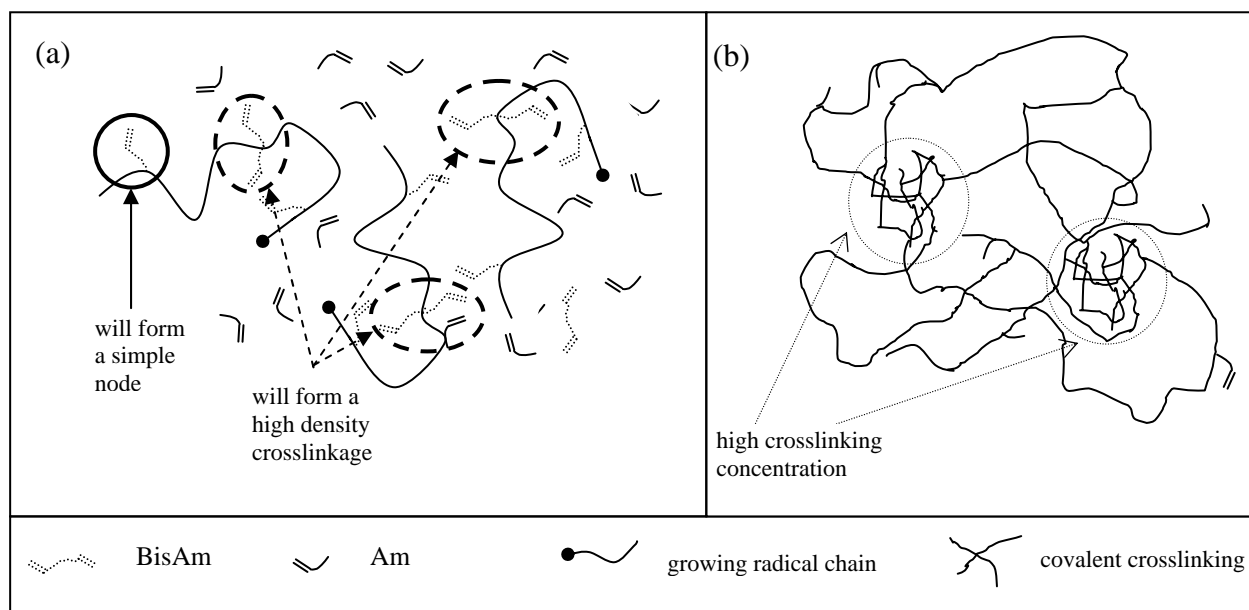 (a)
will form
a simple
node
will form a
high density
crosslinkage
(b)
high crosslinking
concentration
BisAm
Am
growing radical chain
covalent crosslinking